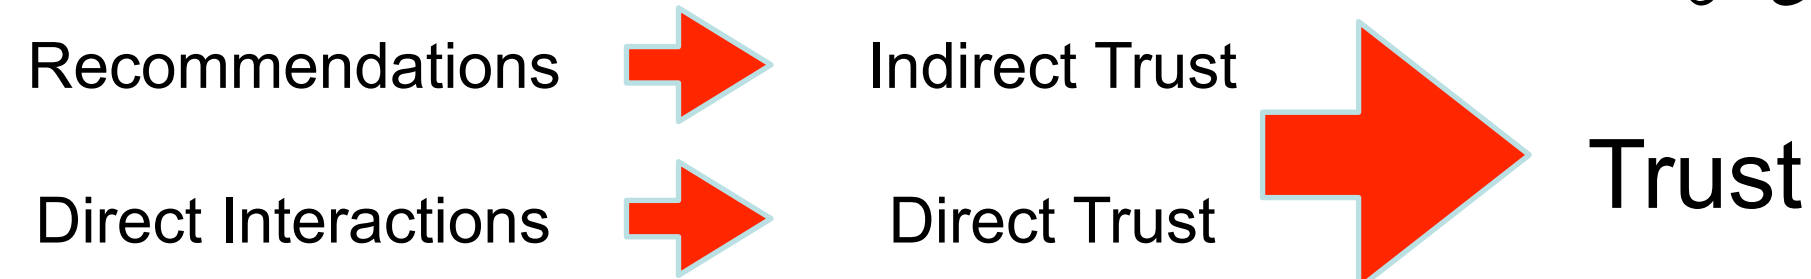 Recommendations
Indirect Trust
Direct Interactions
Direct Trust
Trust